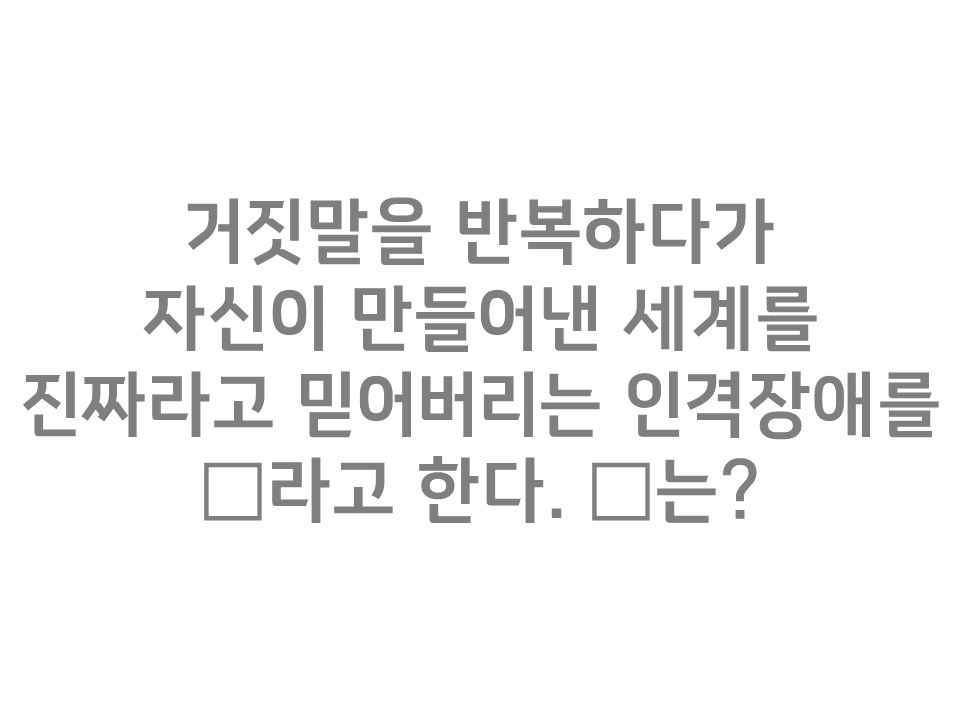 거짓말을 반복하다가
자신이 만들어낸 세계를
진짜라고 믿어버리는 인격장애를
□라고 한다. □는?